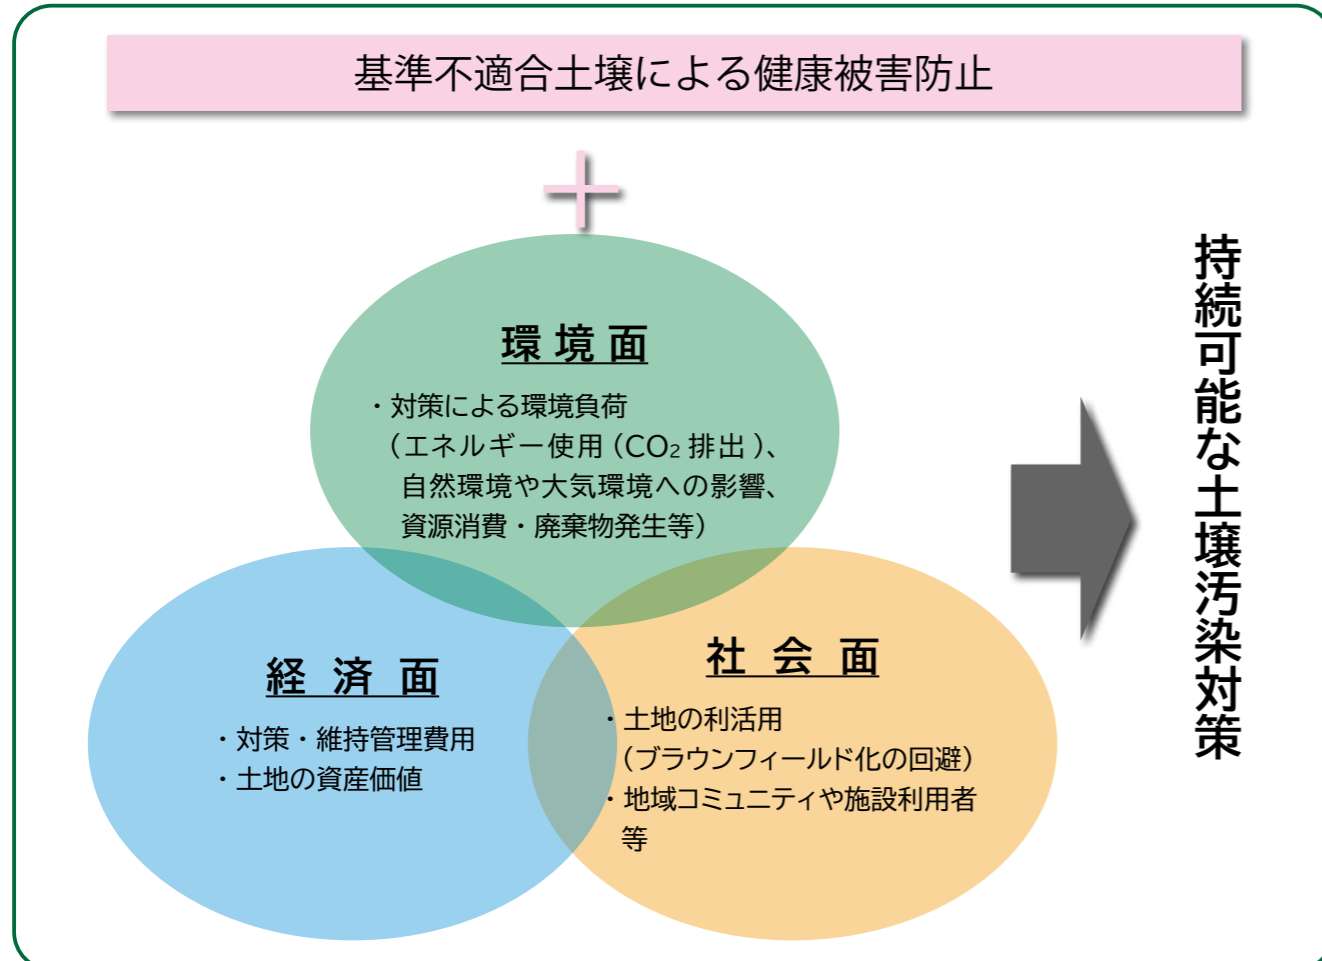 基準不適合土壌による健康被害防止
＋
環境面
・対策による環境負荷
（エネルギー使用（CO₂排出）、
自然環境や大気環境への影響、
資源消費・廃棄物発生等）
経済面
・対策・維持管理費用
・土地の資産価値
社会面
・土地の利活用
（ブラウンフィールド化の回避）
・地域コミュニティや施設利用者
等
持続可能な土壌汚染対策